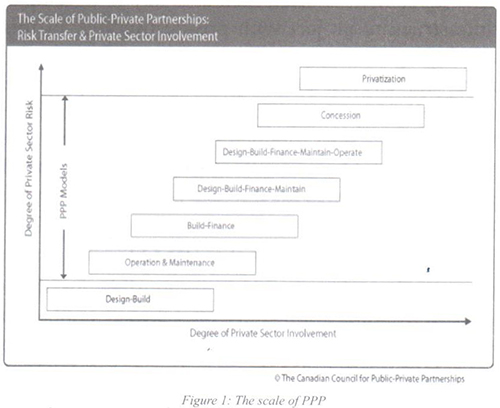 The Scale of Public-Private Partnerships:
Risk Transfer & Private Sector Involvement
Privatization
Concession
Design-Build-Finance-Maintain-Operate
Design-Build-Finance-Maintain
Build-Finance
Operation & Maintenance
Design-Build
Degree of Private Sector Risk
PPP Models
Degree of Private Sector Involvement
© The Canadian Council for Public-Private Partnerships
Figure 1: The scale of PPP